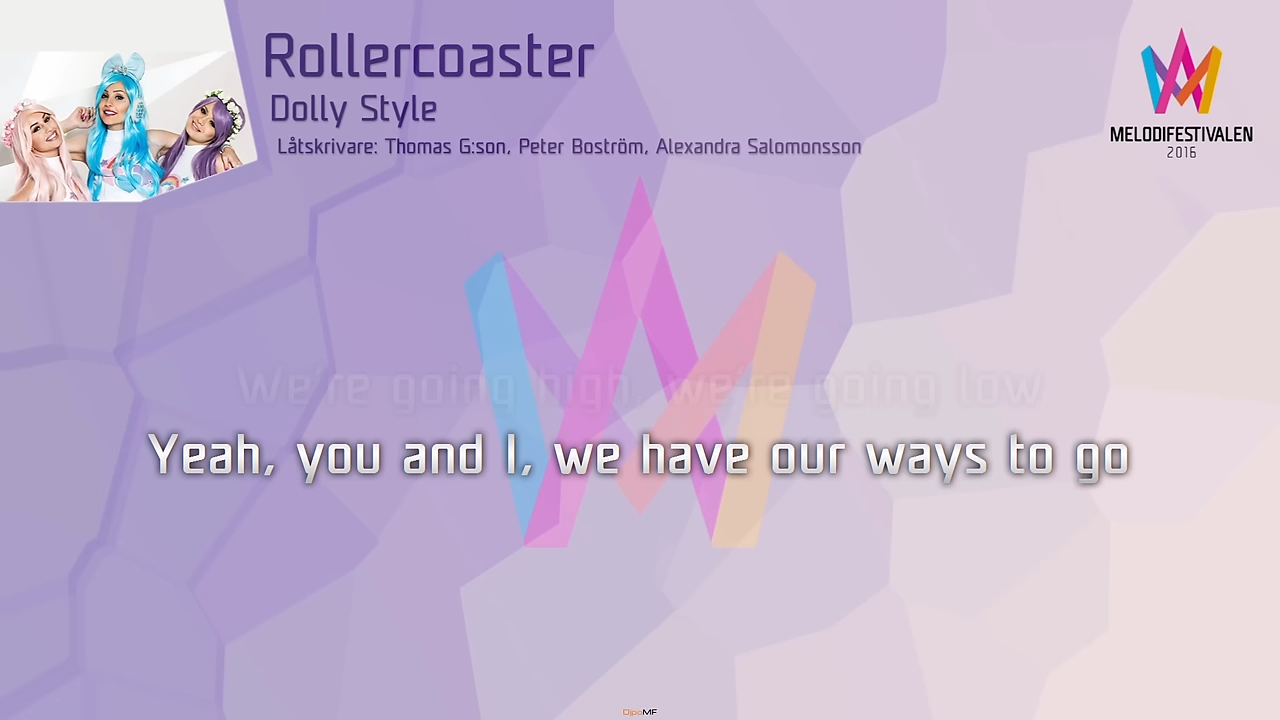 Rollercoaster
Dolly Style
Låtskrivare: Thomas G:son, Peter Boström, Alexandra Salomonsson
MELODIFESTIVALEN
2016
We're going high, we're going low
Yeah, you and I, we have our ways to go
DjpeMF